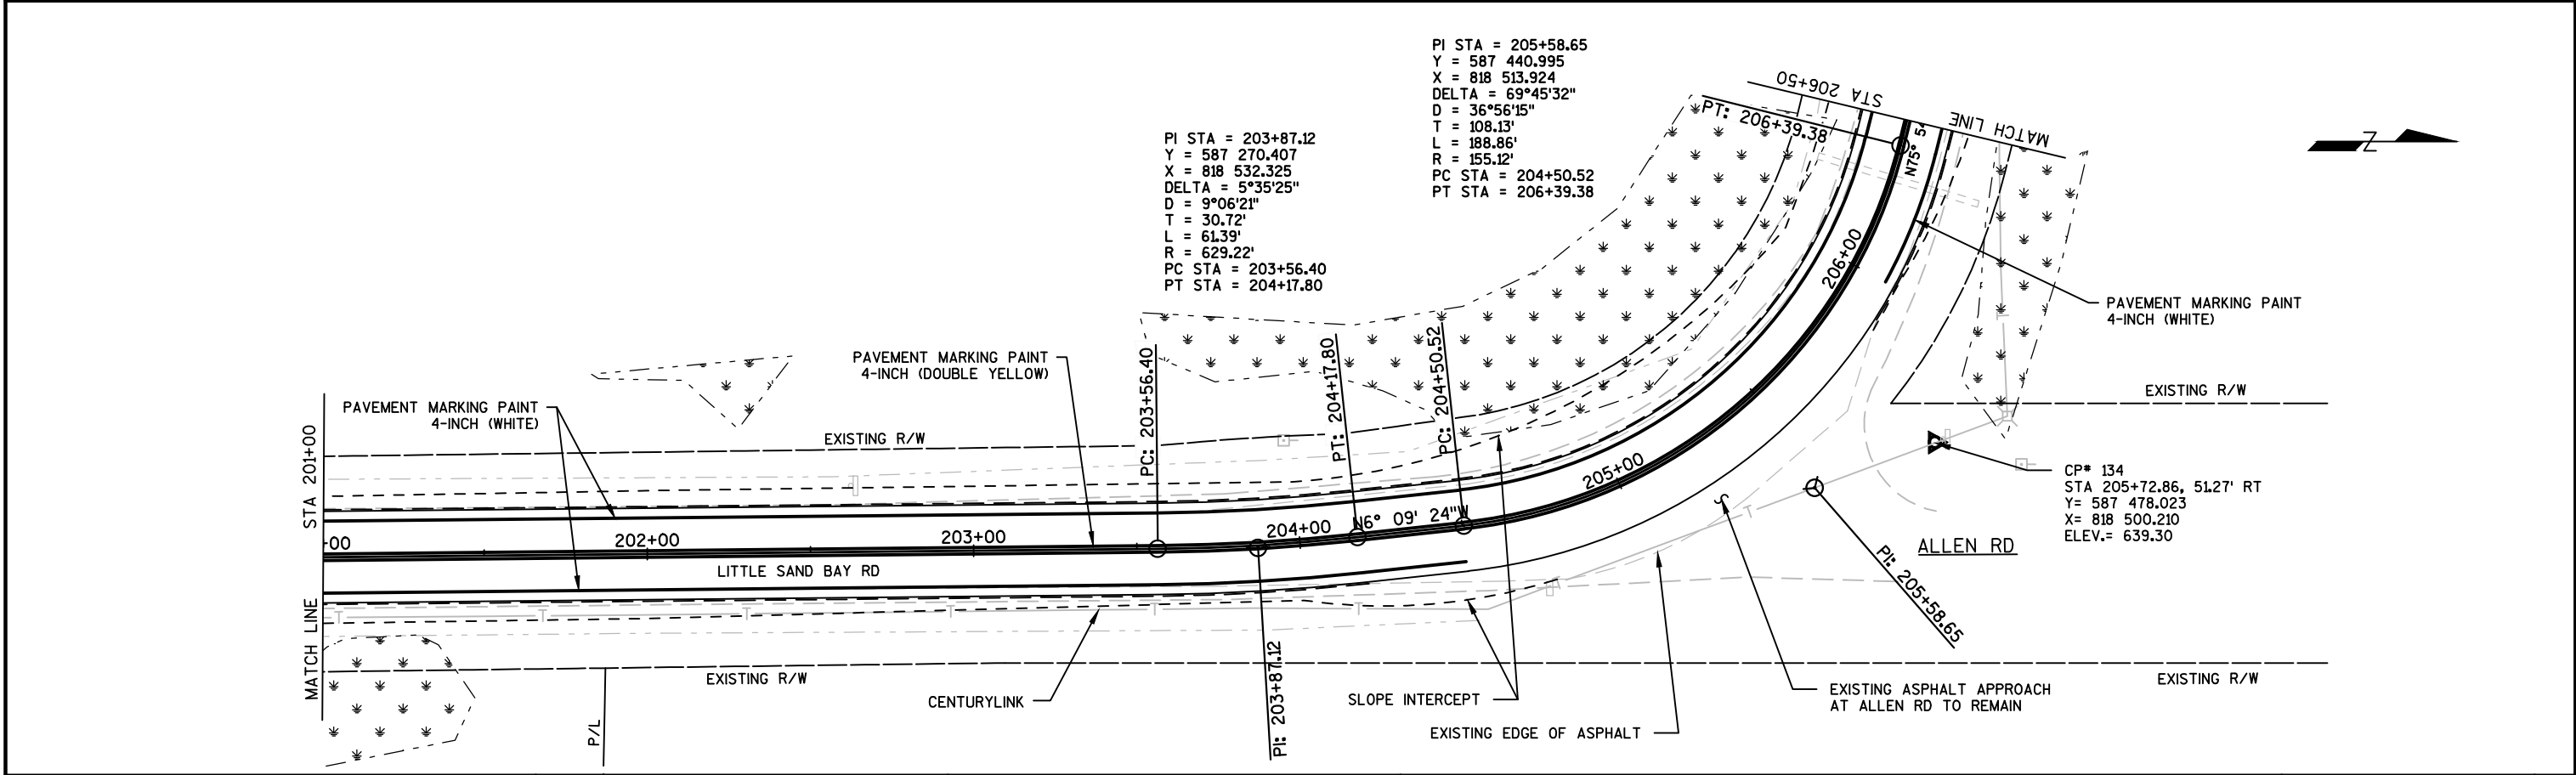 PI STA = 205+58.65
Y = 587 440.995
X = 818 513.924
DELTA = 69°45'32"
D = 36°56'15"
T = 108.13'
L = 188.86'
R = 155.12'
PC STA = 204+50.52
PT STA = 206+39.38
PI STA = 203+87.12
Y = 587 270.407
X = 818 532.325
DELTA = 5°35'25"
D = 9°06'21"
T = 30.72'
L = 61.39'
R = 629.22'
PC STA = 203+56.40
PT STA = 204+17.80
STA 206+50
MATCH LINE
PT: 206+39.38
N75° 5
Z
206+00
PAVEMENT MARKING PAINT
4-INCH (WHITE)
PAVEMENT MARKING PAINT
4-INCH (DOUBLE YELLOW)
PC: 203+56.40
PT: 204+17.80
PC: 204+50.52
EXISTING R/W
PAVEMENT MARKING PAINT
4-INCH (WHITE)
EXISTING R/W
STA 201+00
MATCH LINE
+00
202+00
203+00
204+00
N6° 09' 24"W
205+00
LITTLE SAND BAY RD
CP# 134
STA 205+72.86, 51.27' RT
Y= 587 478.023
X= 818 500.210
ELEV.= 639.30
ALLEN RD
PI: 205+58.65
PI: 203+87.12
EXISTING R/W
P/L
CENTURYLINK
SLOPE INTERCEPT
EXISTING EDGE OF ASPHALT
EXISTING ASPHALT APPROACH
AT ALLEN RD TO REMAIN
EXISTING R/W